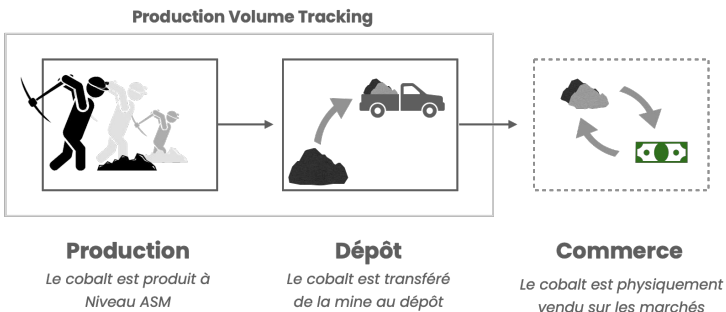 Production Volume Tracking
Production
Le cobalt est produit à
Niveau ASM
Dépôt
Le cobalt est transféré
de la mine au dépôt
Commerce
Le cobalt est physiquement
vendu sur les marchés